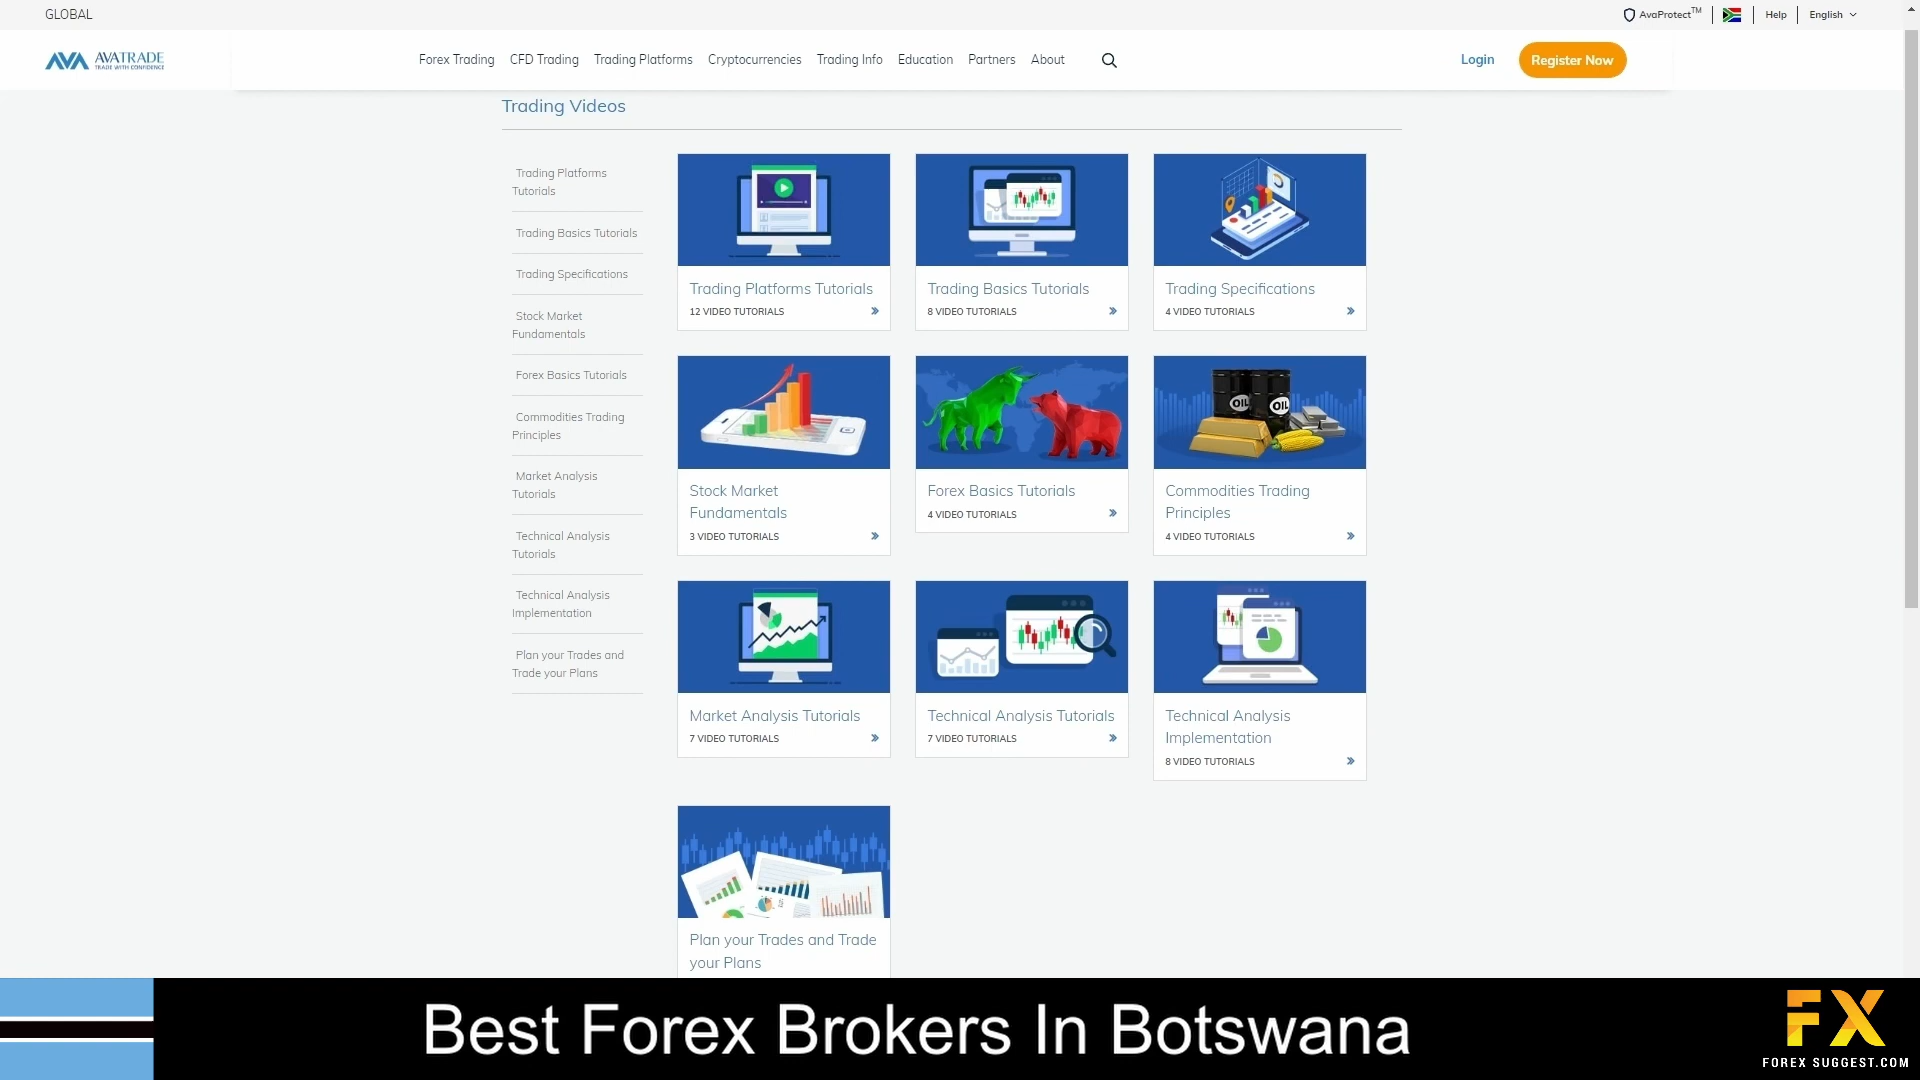 GLOBAL
AvaProtect™
Help
English
AVATRADE
TRADE WITH CONFIDENCE
Forex Trading
CFD Trading
Trading Platforms
Cryptocurrencies
Trading Info
Education
Partners
About
Login
Register Now
Trading Videos
Trading Platforms
Tutorials
Trading Basics Tutorials
Trading Specifications
Stock Market
Fundamentals
Forex Basics Tutorials
Commodities Trading
Principles
Market Analysis
Tutorials
Technical Analysis
Tutorials
Technical Analysis
Implementation
Plan your Trades and
Trade your Plans
Trading Platforms Tutorials
12 VIDEO TUTORIALS
Trading Basics Tutorials
8 VIDEO TUTORIALS
Trading Specifications
4 VIDEO TUTORIALS
Stock Market
Fundamentals
3 VIDEO TUTORIALS
Forex Basics Tutorials
4 VIDEO TUTORIALS
OIL
OIL
Commodities Trading
Principles
4 VIDEO TUTORIALS
Market Analysis Tutorials
7 VIDEO TUTORIALS
Technical Analysis Tutorials
7 VIDEO TUTORIALS
Technical Analysis
Implementation
8 VIDEO TUTORIALS
Plan your Trades and Trade
your Plans
Best Forex Brokers In Botswana
FX
FOREX SUGGEST.COM